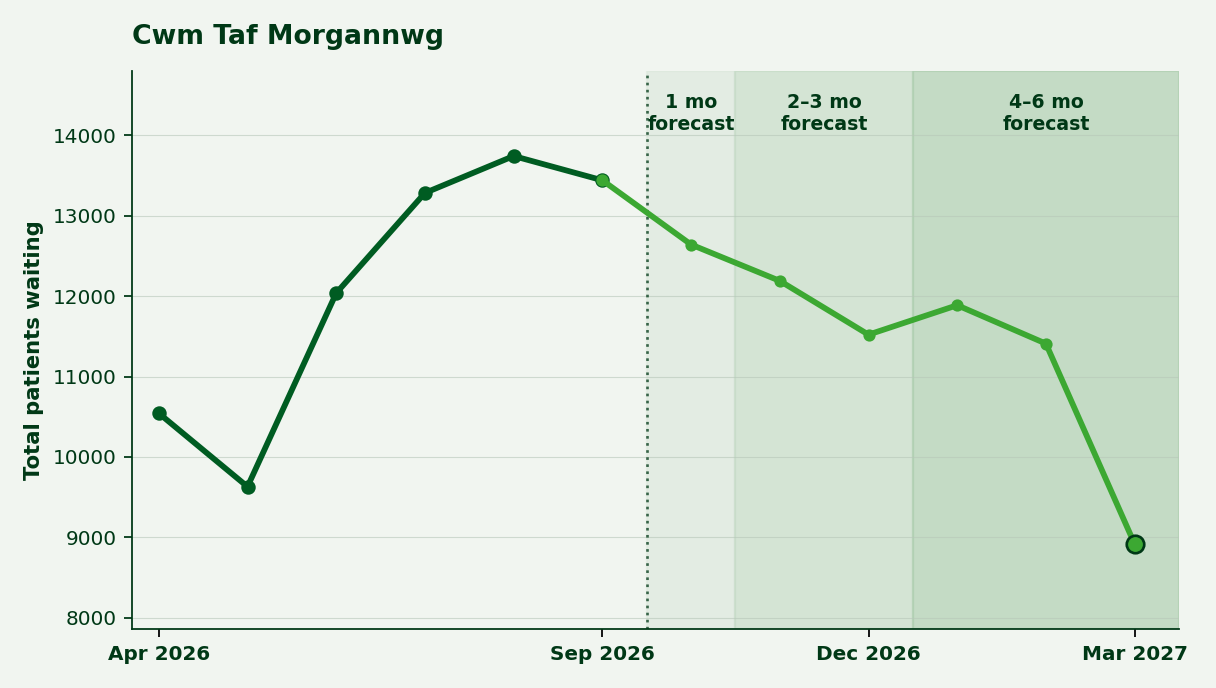 Cwm Taf Morgannwg
1 mo
forecast
2–3 mo
forecast
4–6 mo
forecast
Total patients waiting
14000
13000
12000
11000
10000
9000
8000
Apr 2026
Sep 2026
Dec 2026
Mar 2027